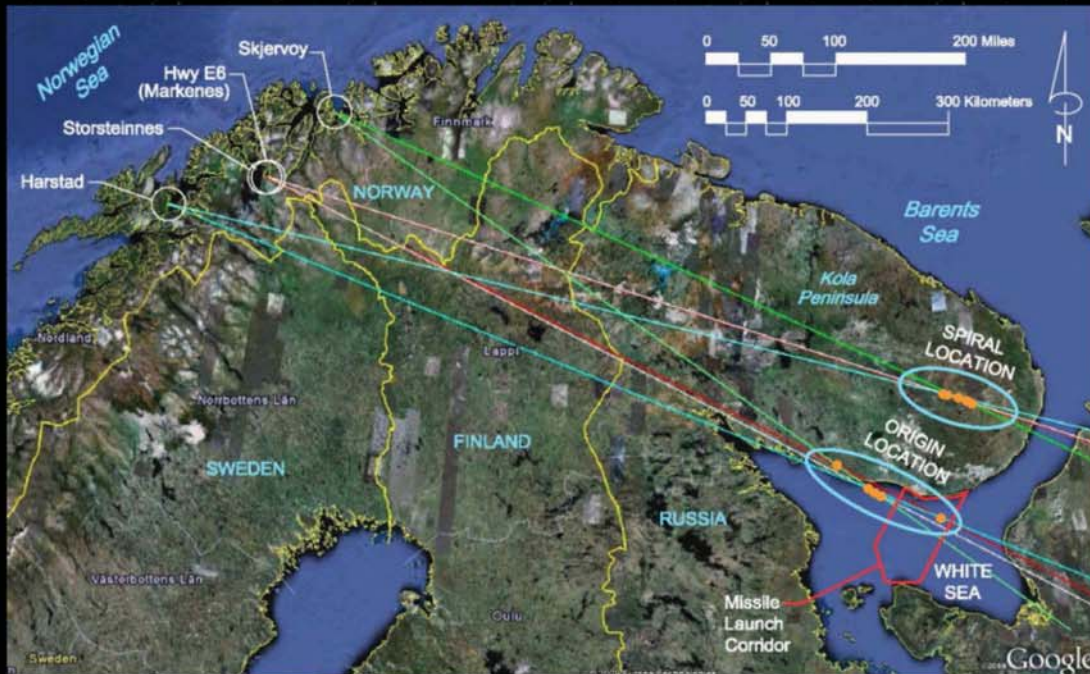 Norwegian
Sea
Skjervoy
Hwy E6
(Markenes)
Storsteinnes
Harstad
0 50 100 200 Miles
0 50 100 200 300 Kilometers
N
Finnmark
NORWAY
Barents
Sea
Kola
Peninsula
SPIRAL
LOCATION
Nordland
Lappi
Norrbottens Län
ORIGIN
LOCATION
SWEDEN
FINLAND
RUSSIA
Västerbottens Län
Oulu
WHITE
SEA
Missile
Launch
Corridor
Sweden
Google